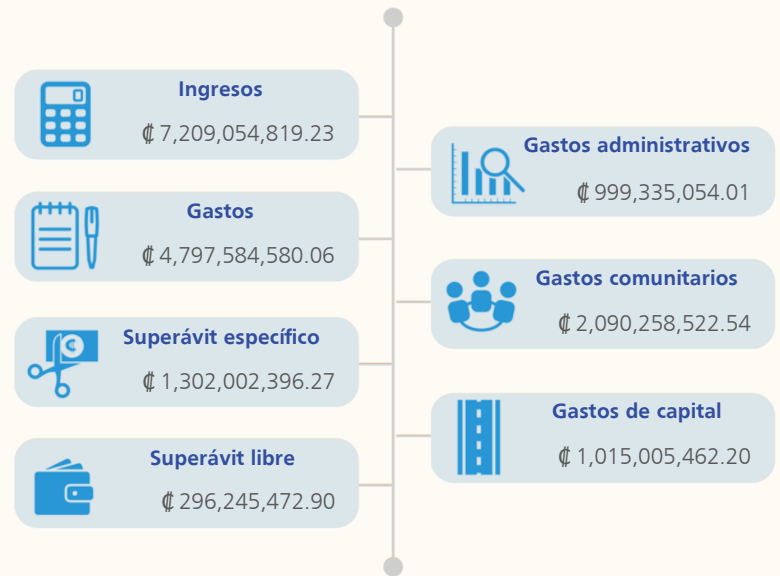 Ingresos
₡ 7,209,054,819.23
Gastos
₡ 4,797,584,580.06
Superávit específico
₡ 1,302,002,396.27
Superávit libre
₡ 296,245,472.90
Gastos administrativos
₡ 999,335,054.01
Gastos comunitarios
₡ 2,090,258,522.54
Gastos de capital
₡ 1,015,005,462.20